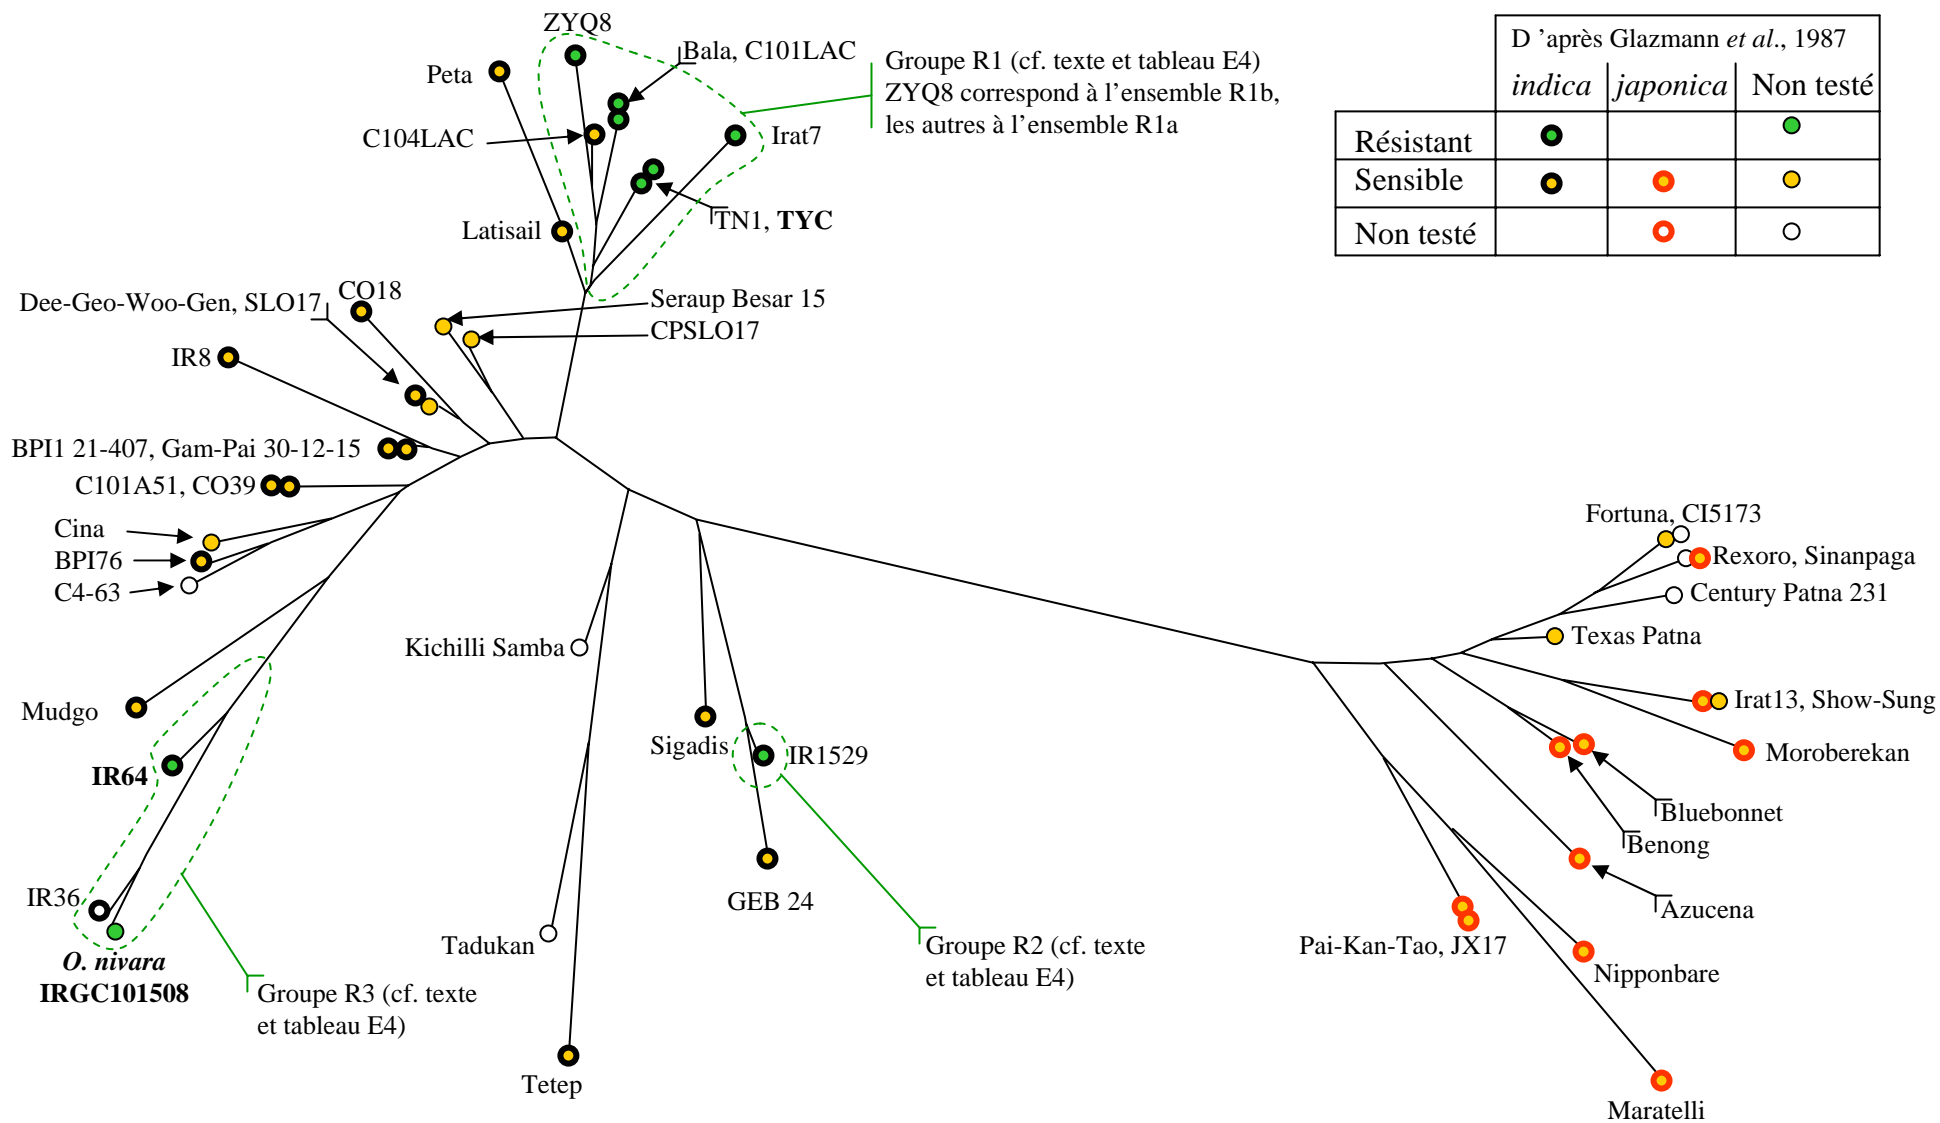 ZYQ8
Bala, C101LAC
Peta
Groupe R1 (cf. texte et tableau E4)
ZYQ8 correspond à l’ensemble R1b,
les autres à l’ensemble R1a
C104LAC
Irat7
TN1, TYC
Latisail
D ’après Glazmann et al., 1987
indica
japonica
Non testé
Résistant
Sensible
Non testé
Dee-Geo-Woo-Gen, SLO17
CO18
Seraup Besar 15
CPSLO17
IR8
BPI1 21-407, Gam-Pai 30-12-15
C101A51, CO39
Cina
BPI76
C4-63
Mudgo
IR64
IR36
O. nivara
IRGC101508
Groupe R3 (cf. texte
et tableau E4)
Kichilli Samba
Tadukan
Tetep
Sigadis
IR1529
GEB 24
Groupe R2 (cf. texte
et tableau E4)
Fortuna, CI5173
Rexoro, Sinanpaga
Century Patna 231
Texas Patna
Irat13, Show-Sung
Moroberekan
Bluebonnet
Benong
Azucena
Pai-Kan-Tao, JX17
Nipponbare
Maratelli